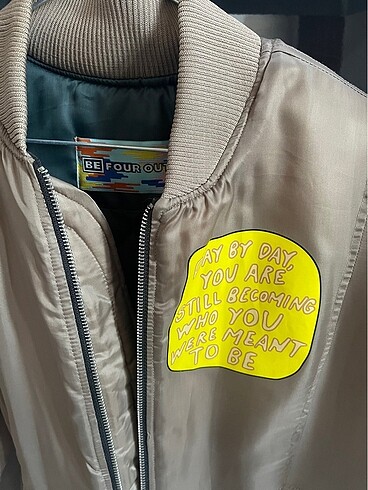 BE FOUR OUT
DAY BY DAY,
YOU ARE
STILL BECOMING
WHO YOU
WERE MEANT
TO BE